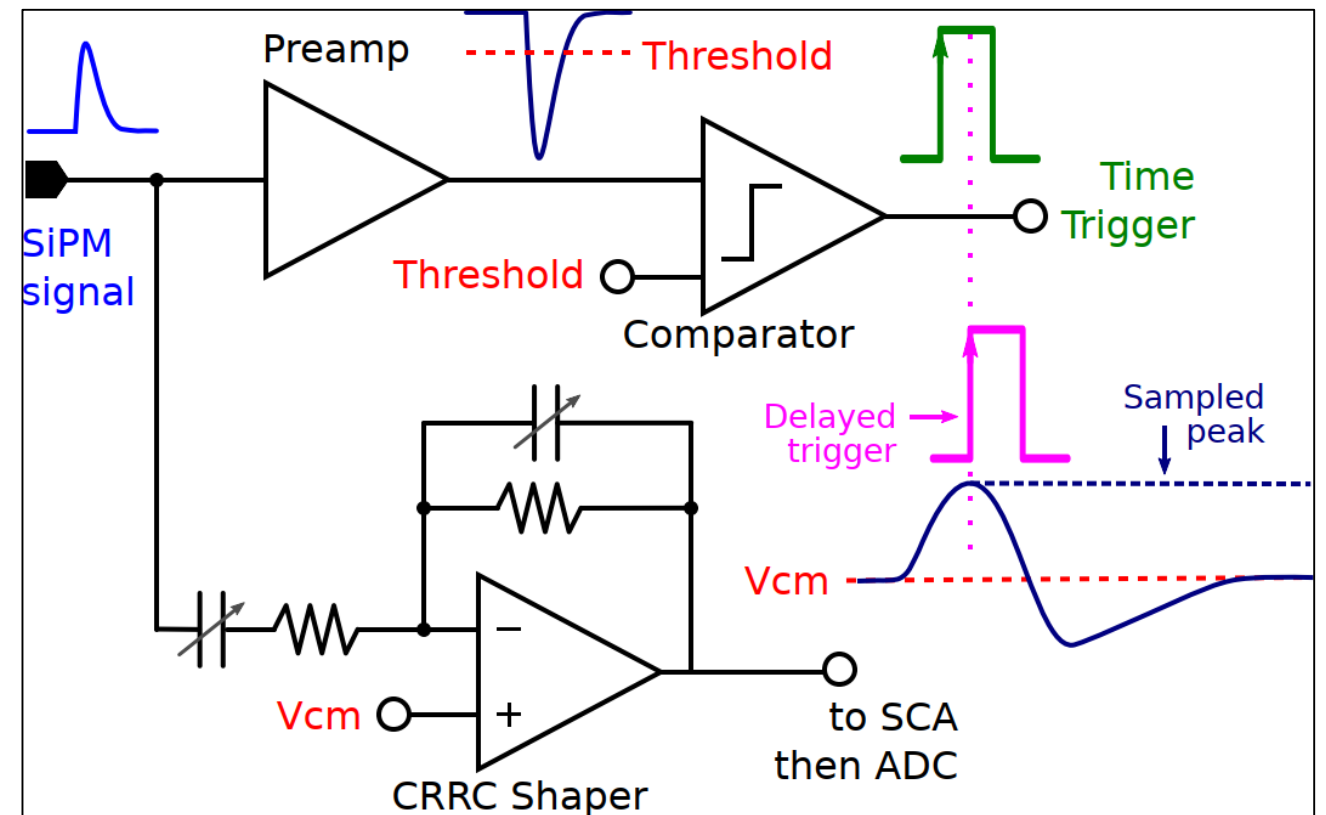 Preamp
Threshold
SiPM
signal
Time
Trigger
Threshold
Comparator
Delayed
trigger
Sampled
peak
Vcm
−
+
Vcm
to SCA
then ADC
CRRC Shaper